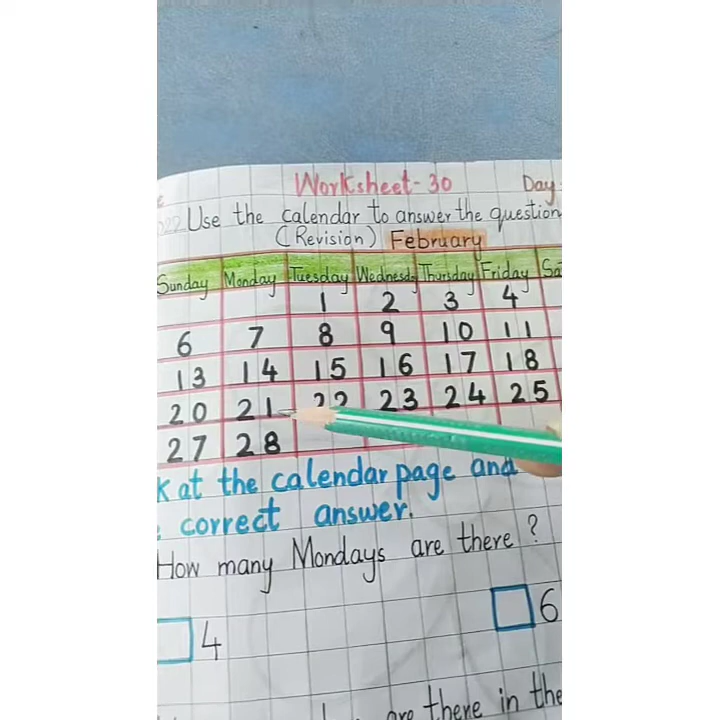 Worksheet-30 Day
Use the calendar to answer the question
(Revision) February
Sunday Monday Tuesday Wednesday Thursday Friday Sat
1 2 3 4
6 7 8 9 10 11
13 14 15 16 17 18
20 21 22 23 24 25
27 28
k at the calendar page and
correct answer.
How many Mondays are there?
4 6
are there in the